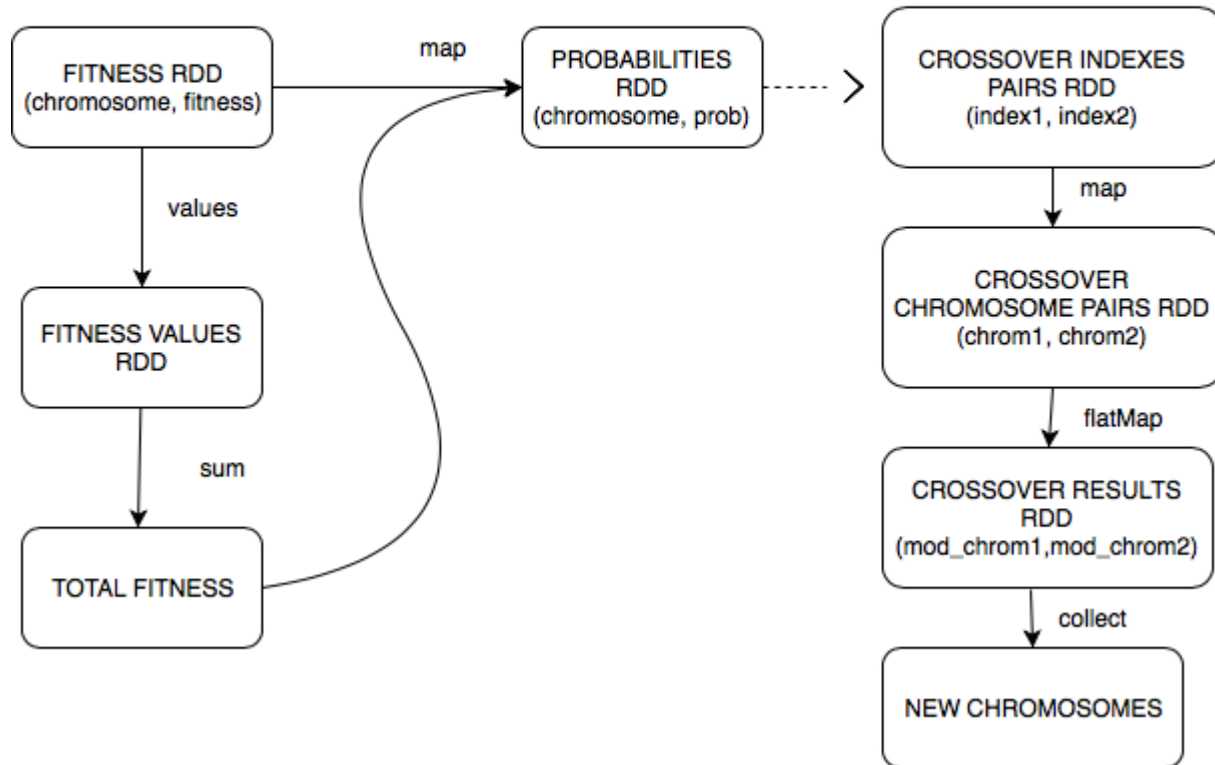 FITNESS RDD
(chromosome, fitness)
map
PROBABILITIES
RDD
(chromosome, prob)
CROSSOVER INDEXES
PAIRS RDD
(index1, index2)
values
map
FITNESS VALUES
RDD
CROSSOVER
CHROMOSOME PAIRS RDD
(chrom1, chrom2)
sum
flatMap
TOTAL FITNESS
CROSSOVER RESULTS
RDD
(mod_chrom1,mod_chrom2)
collect
NEW CHROMOSOMES